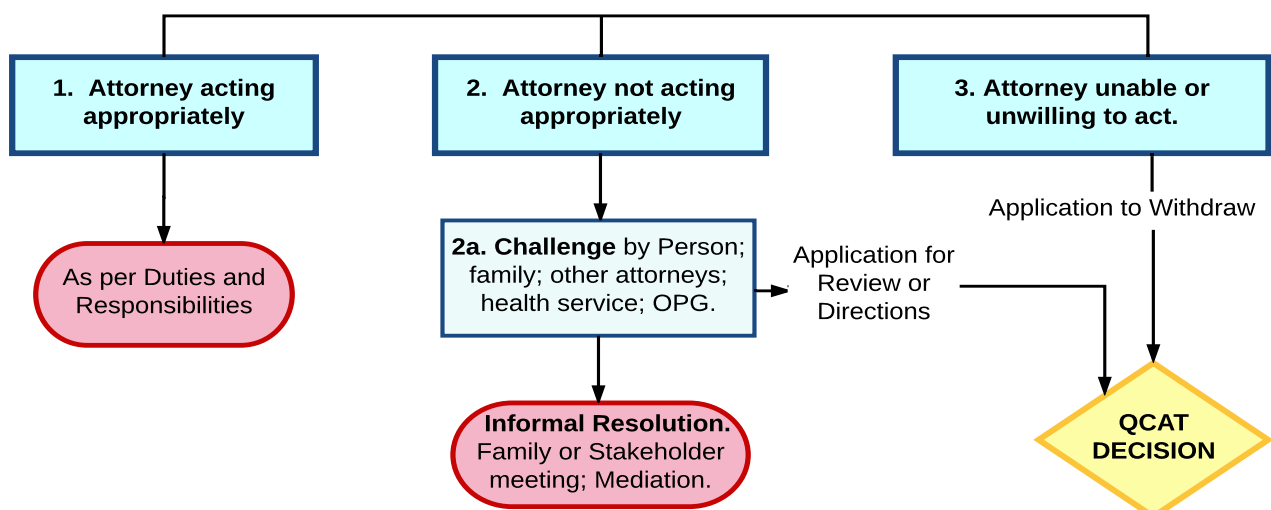 1.  Attorney acting
appropriately
2.  Attorney not acting
appropriately
3. Attorney unable or
unwilling to act.
As per Duties and
Responsibilities
2a. Challenge by Person;
family; other attorneys;
health service; OPG.
Application for
Review or
Directions
Application to Withdraw
Informal Resolution.
Family or Stakeholder
meeting; Mediation.
QCAT
DECISION